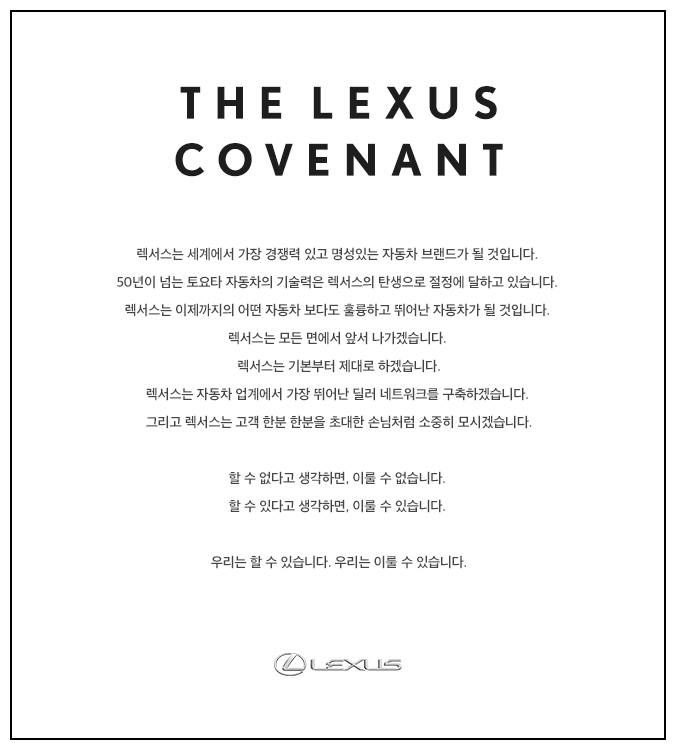 THE LEXUS
COVENANT
렉서스는 세계에서 가장 경쟁력 있고 명성있는 자동차 브랜드가 될 것입니다.
50년이 넘는 토요타 자동차의 기술력은 렉서스의 탄생으로 절정에 달하고 있습니다.
렉서스는 이제까지의 어떤 자동차 보다도 훌륭하고 뛰어난 자동차가 될 것입니다.
렉서스는 모든 면에서 앞서 나가겠습니다.
렉서스는 기본부터 제대로 하겠습니다.
렉서스는 자동차 업계에서 가장 뛰어난 딜러 네트워크를 구축하겠습니다.
그리고 렉서스는 고객 한분 한분을 초대한 손님처럼 소중히 모시겠습니다.
할 수 없다고 생각하면, 이룰 수 없습니다.
할 수 있다고 생각하면, 이룰 수 있습니다.
우리는 할 수 있습니다. 우리는 이룰 수 있습니다.
LEXUS